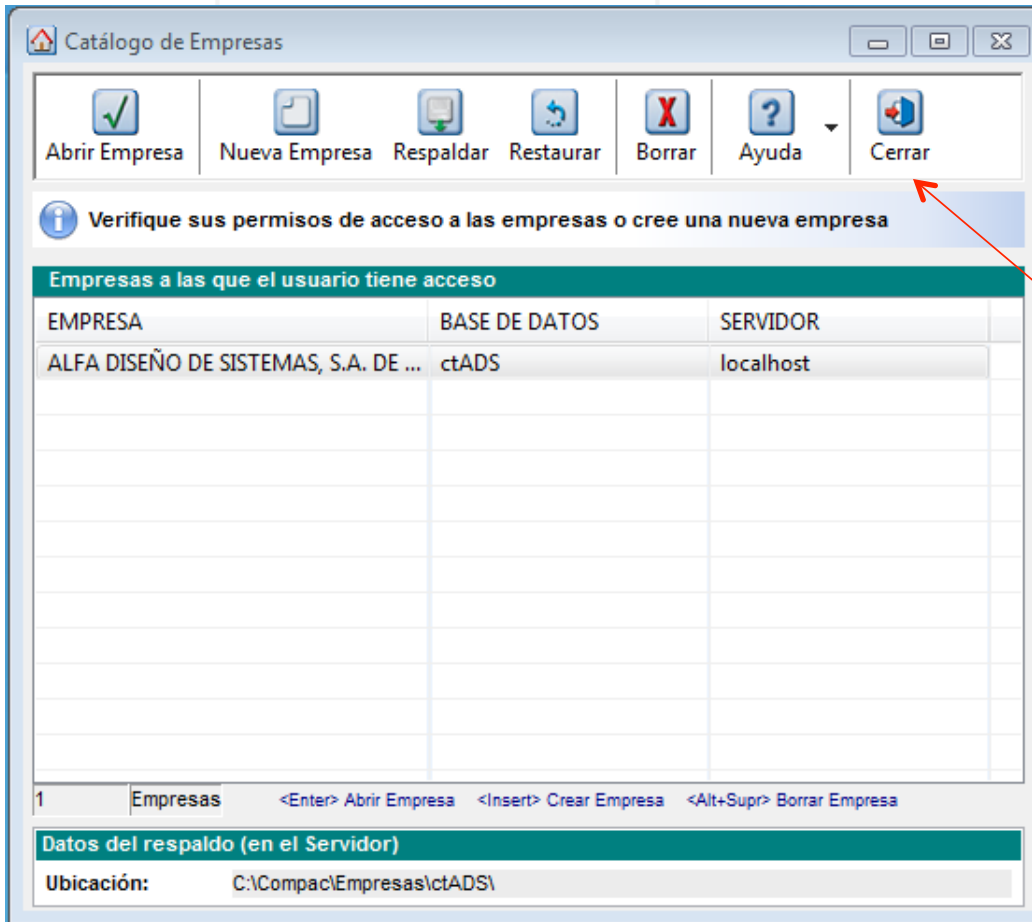 Catálogo de Empresas
Abrir Empresa Nueva Empresa Respaldar Restaurar Borrar Ayuda Cerrar
Verifique sus permisos de acceso a las empresas o cree una nueva empresa
Empresas a las que el usuario tiene acceso
EMPRESA BASE DE DATOS SERVIDOR
ALFA DISEÑO DE SISTEMAS, S.A. DE ... ctADS localhost
1 Empresas <Enter> Abrir Empresa <Insert> Crear Empresa <Alt+Supr> Borrar Empresa
Datos del respaldo (en el Servidor)
Ubicación: C:\Compac\Empresas\ctADS\